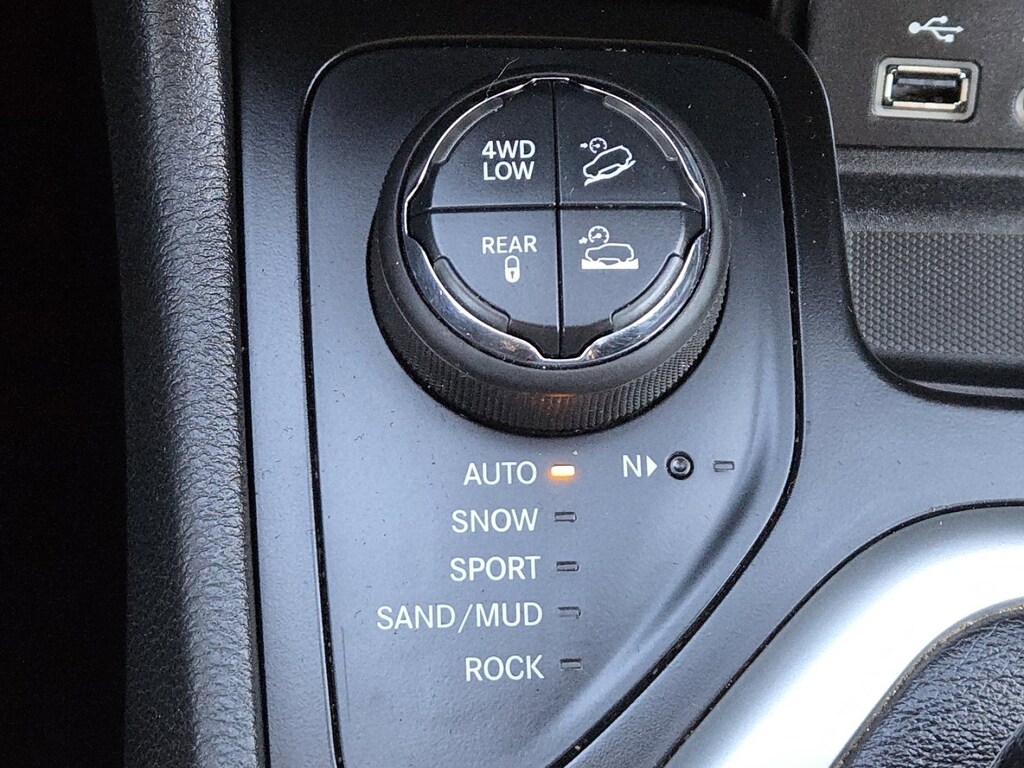 4WD
LOW
REAR
AUTO
N
SNOW
SPORT
SAND/MUD
ROCK